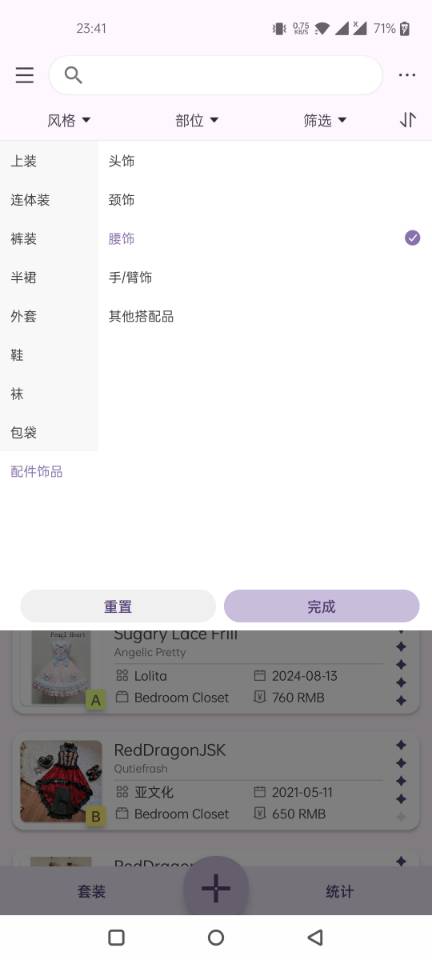 23:41
0.75
KB/S
71%
风格
部位
筛选
上装
头饰
连体装
颈饰
裤装
腰饰
半裙
手/臂饰
外套
其他搭配品
鞋
袜
包袋
配件饰品
重置
完成
Pearl Heart
Sugary Lace Frill
Angelic Pretty
Lolita
2024-08-13
A
Bedroom Closet
760 RMB
RedDragonJSK
Qutiefrash
亚文化
2021-05-11
B
Bedroom Closet
650 RMB
RedDragon
套装
统计